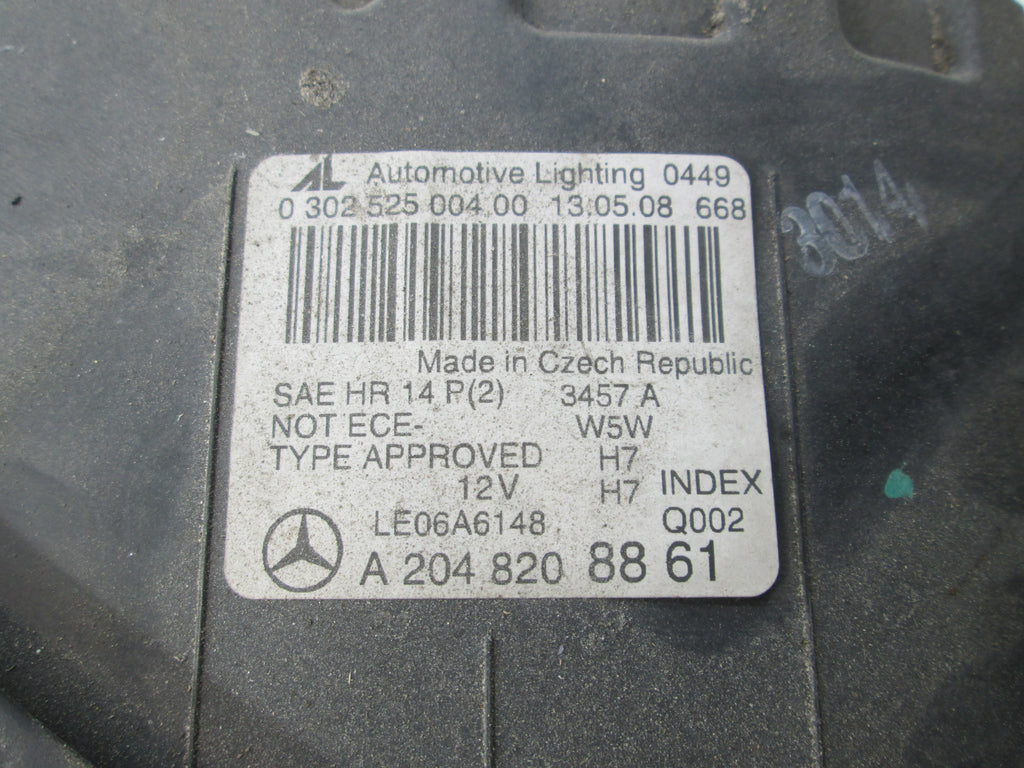 AL Automotive Lighting 0449
0 302 525 004.00 13.05.08 668
Made in Czech Republic
SAE HR 14 P(2) 3457 A
NOT ECE- W5W
TYPE APPROVED H7
12V H7 INDEX
LE06A6148 Q002
A 204 820 88 61
3014